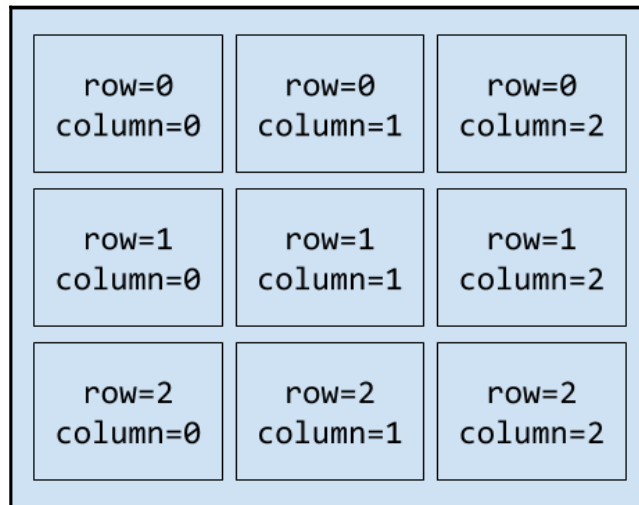 row=0 row=0 row=0
column=0 column=1 column=2
row=1 row=1 row=1
column=0 column=1 column=2
row=2 row=2 row=2
column=0 column=1 column=2